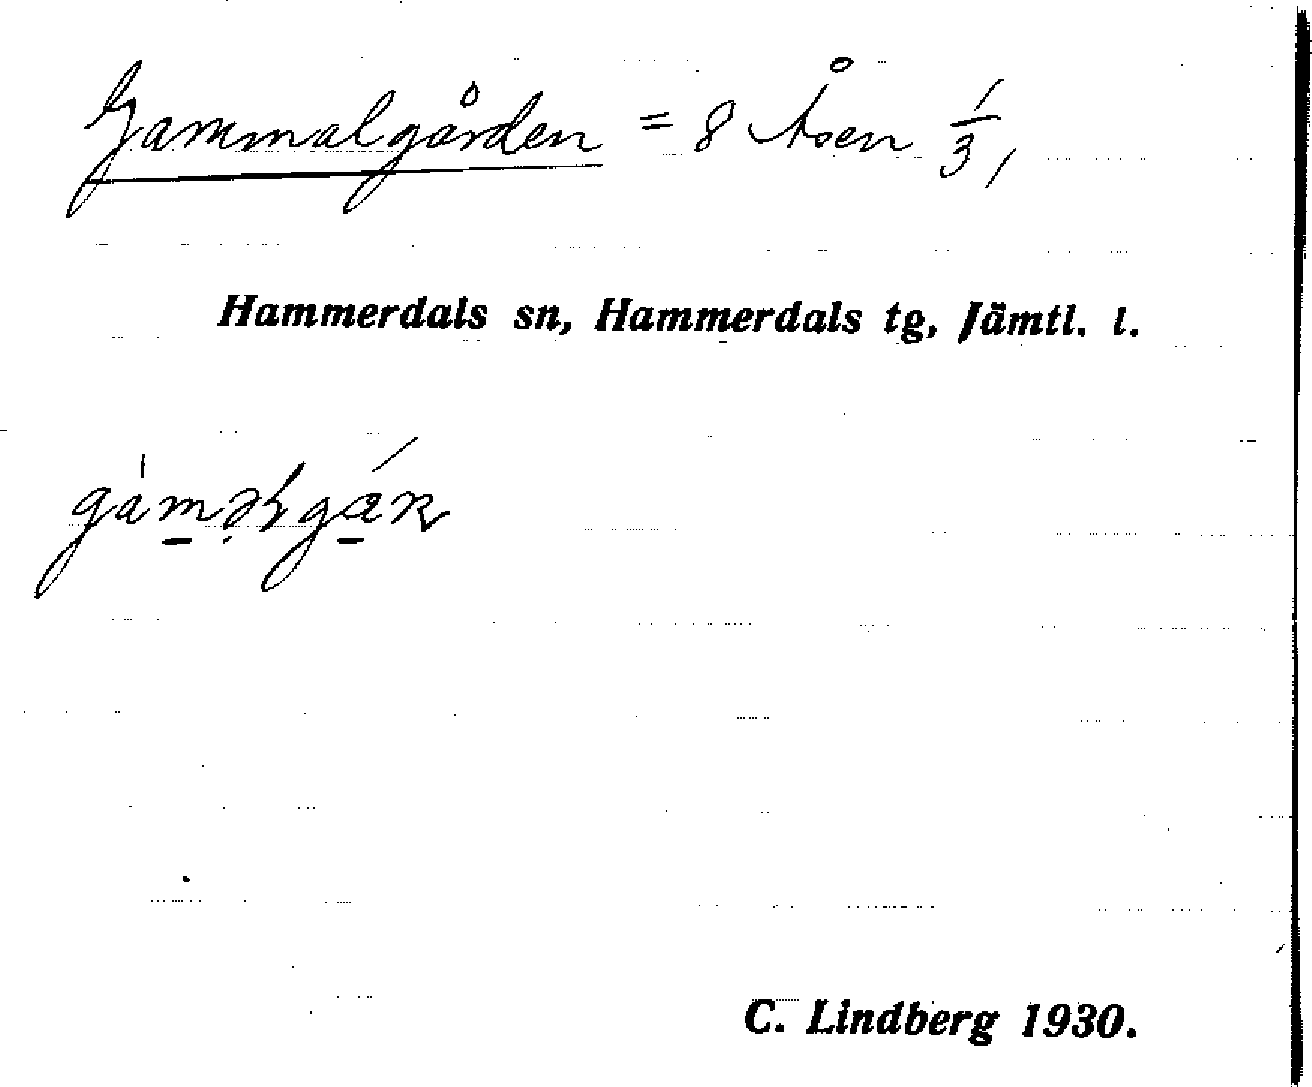 Gammalgården = 8 Åsen 1/3,
Hammerdals sn, Hammerdals tg, Jämtl. l.
C. Lindberg 1930.